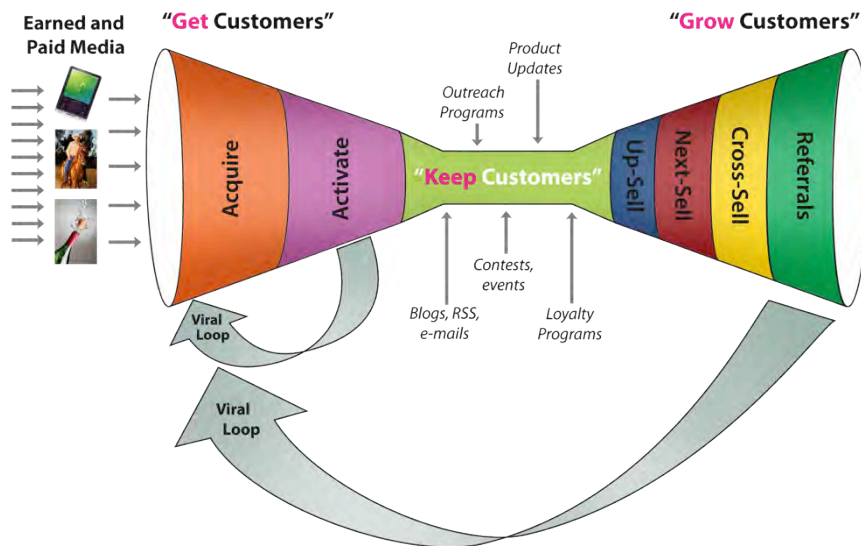 Earned and
Paid Media
“Get Customers”
“Grow Customers”
Product
Updates
Outreach
Programs
Acquire
Activate
“Keep Customers”
Up-Sell
Next-Sell
Cross-Sell
Referrals
Contests,
events
Blogs, RSS,
e-mails
Loyalty
Programs
Viral
Loop
Viral
Loop